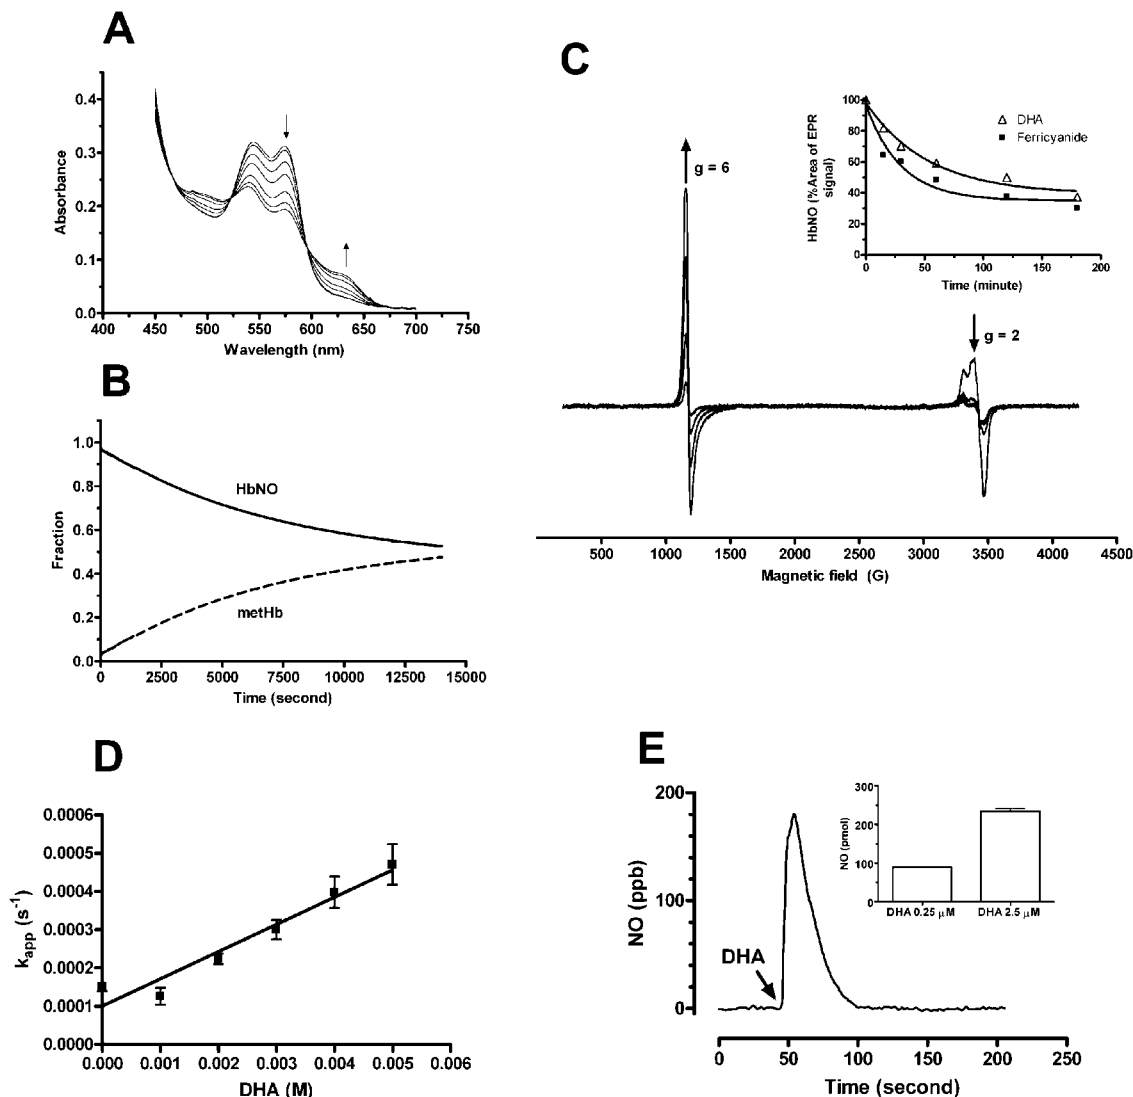 A
0.4
0.3
0.2
0.1
0.0
Absorbance
400 450 500 550 600 650 700 750
Wavelength (nm)
B
1.0
0.8
0.6
0.4
0.2
0.0
Fraction
HbNO
metHb
0 2500 5000 7500 10000 12500 15000
Time (second)
C
g = 6
g = 2
500 1000 1500 2000 2500 3000 3500 4000 4500
Magnetic field (G)
HbNO (%Area of EPR
signal)
100
80
60
40
20
0
DHA
Ferricyanide
0 50 100 150 200
Time (minute)
D
0.0006
0.0005
0.0004
0.0003
0.0002
0.0001
0.0000
kapp (s-1)
0.000 0.001 0.002 0.003 0.004 0.005 0.006
DHA (M)
E
200
100
0
NO (ppb)
DHA
0 50 100 150 200 250
Time (second)
300
200
100
0
NO (pmol)
DHA 0.25 µM DHA 2.5 µM